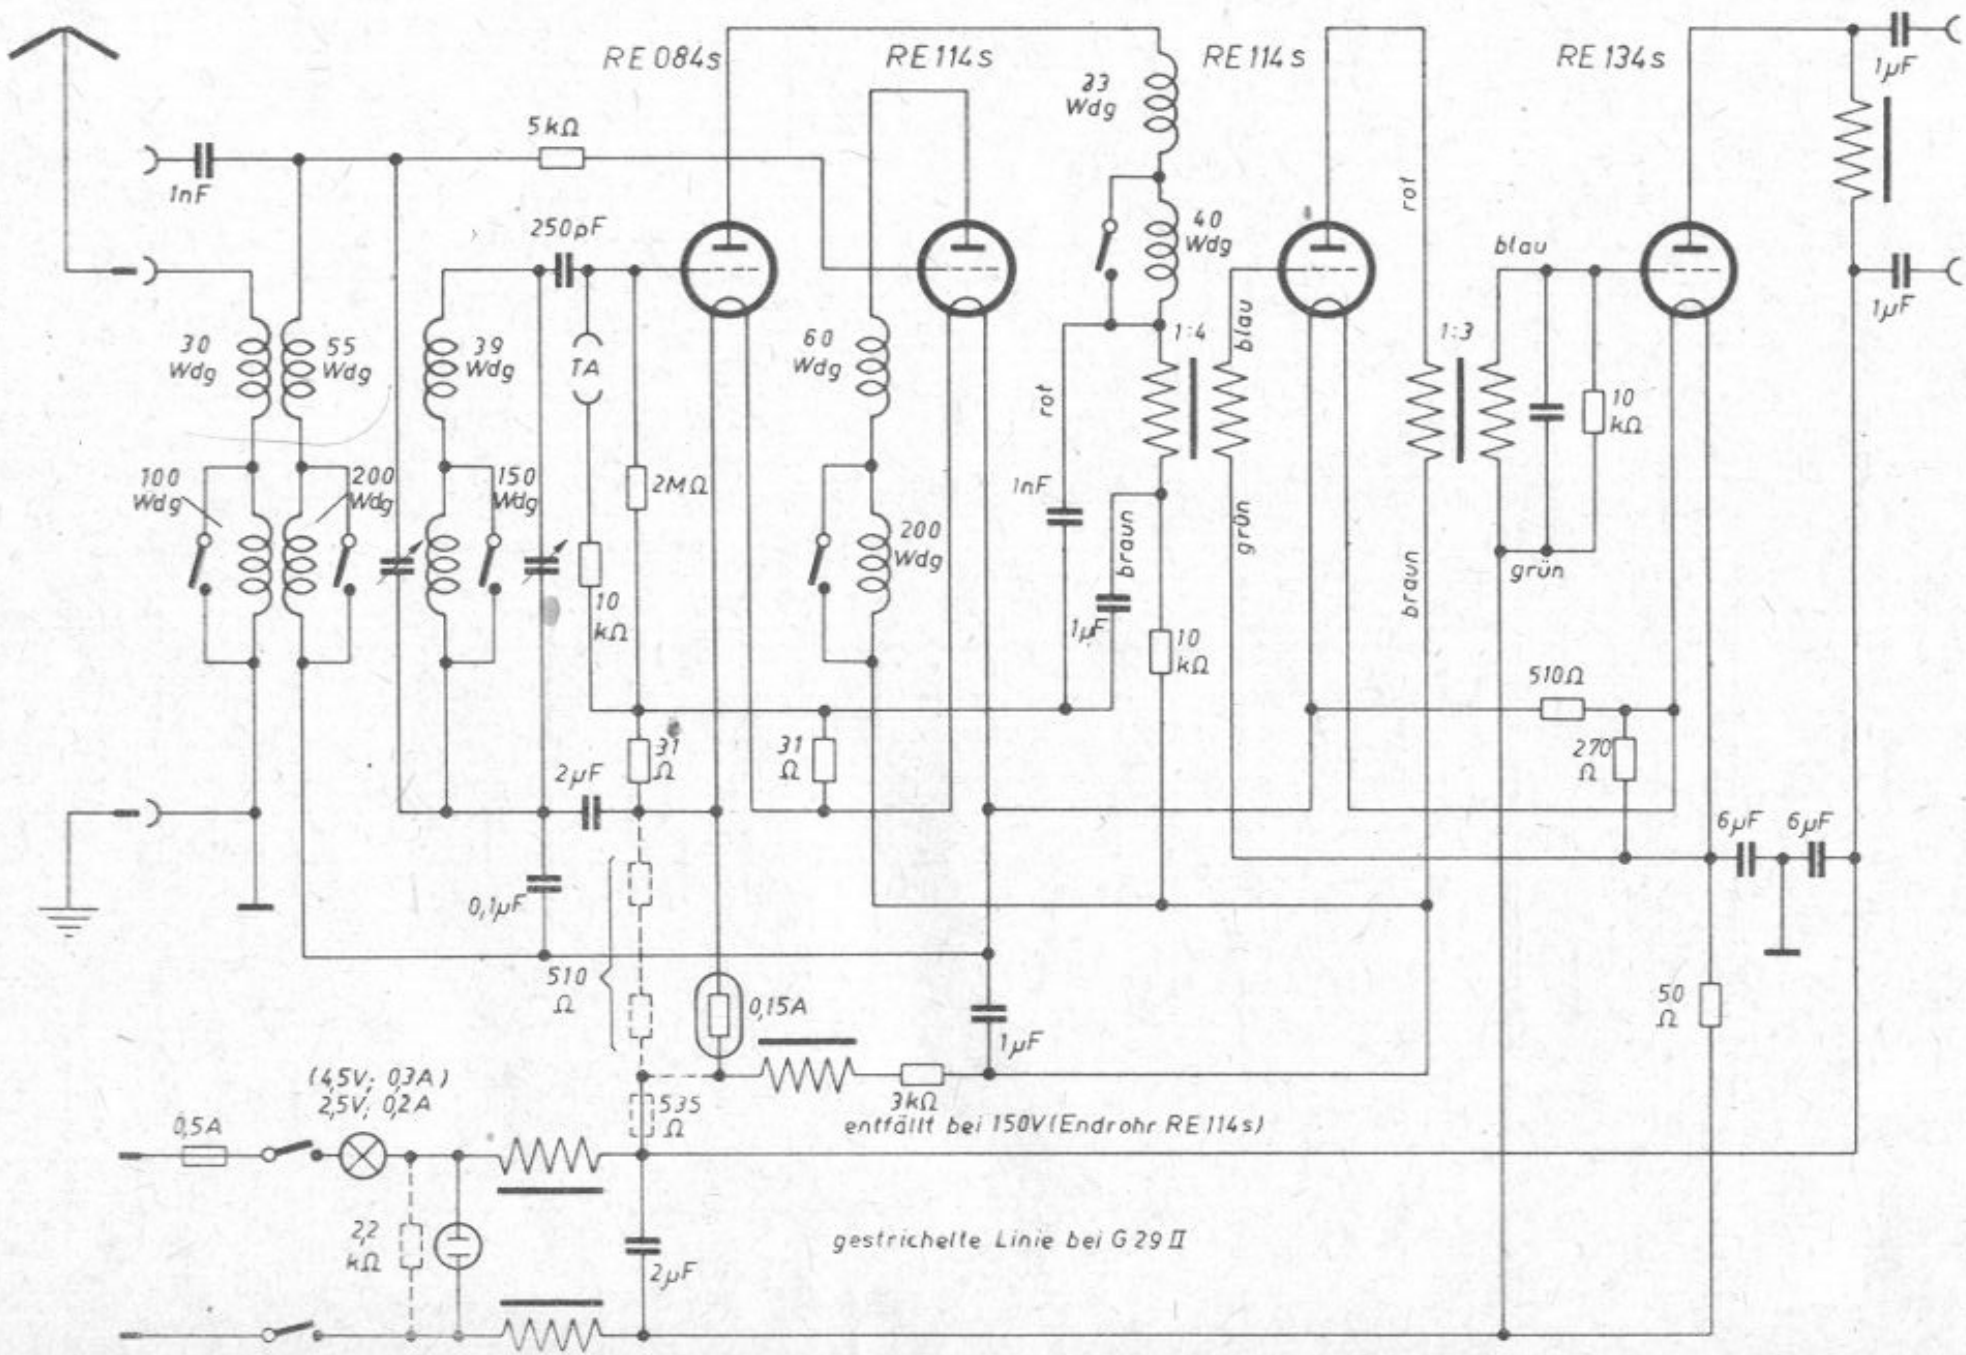 RE 084s
RE 114s
RE 114s
RE 134s
1µF
33
Wdg
5kΩ
1nF
rot
40
Wdg
250pF
blau
1µF
30
Wdg
55
Wdg
39
Wdg
TA
60
Wdg
1:4
blau
1:3
rot
10
kΩ
100
Wdg
200
Wdg
150
Wdg
2MΩ
1nF
grün
200
Wdg
braun
braun
grün
10
kΩ
1µF
10
kΩ
510Ω
31
Ω
31
Ω
270
Ω
2µF
6µF
6µF
0,1µF
510
Ω
0,15A
50
Ω
1µF
(4,5V; 0,3A)
2,5V; 0,2A
535
Ω
3kΩ
0,5A
entfällt bei 150V (Endrohr RE 114s)
2,2
kΩ
gestrichelte Linie bei G 29 II
2µF